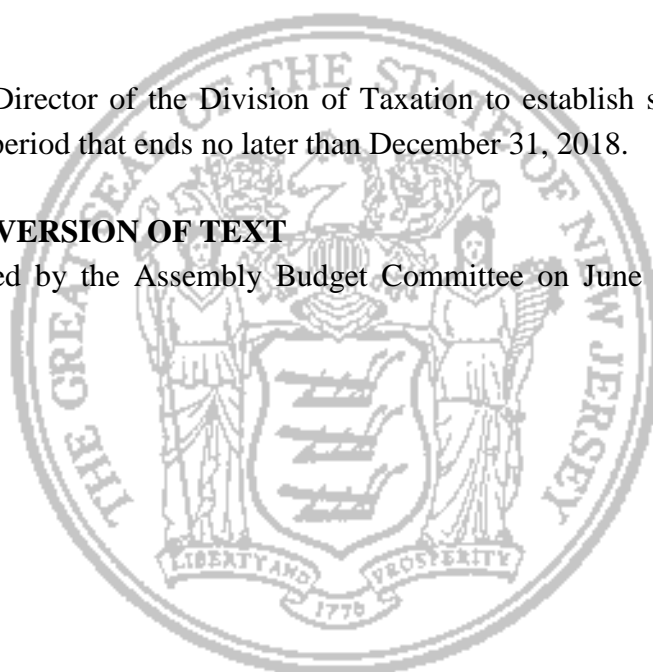 Director of the Division of Taxation to establish s
period that ends no later than December 31, 2018.
VERSION OF TEXT
ed by the Assembly Budget Committee on June
THE GREAT SEAL OF THE STATE OF NEW JERSEY
LIBERTY AND PROSPERITY
1776